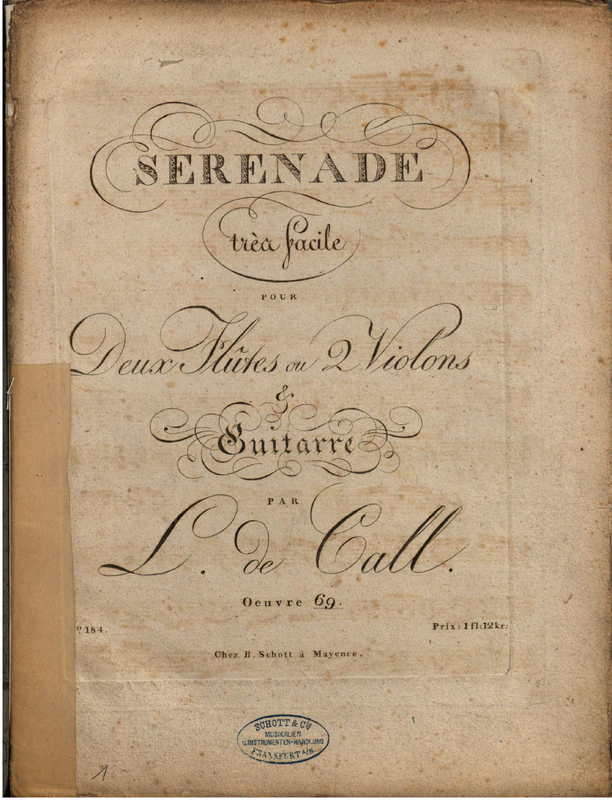 SERENADE
très facile
POUR
Deux Flûtes ou 2 Violons
&
Guitarre
PAR
L. de Call.
Oeuvre 69.
º 184.
Prix: 1 fl: 12 kr:
Chez B. Schott à Mayence.
SCHOTT & Co
MUSIKALIEN
u. INSTRUMENTEN-HANDLUNG
FRANKFURT a/M.
1